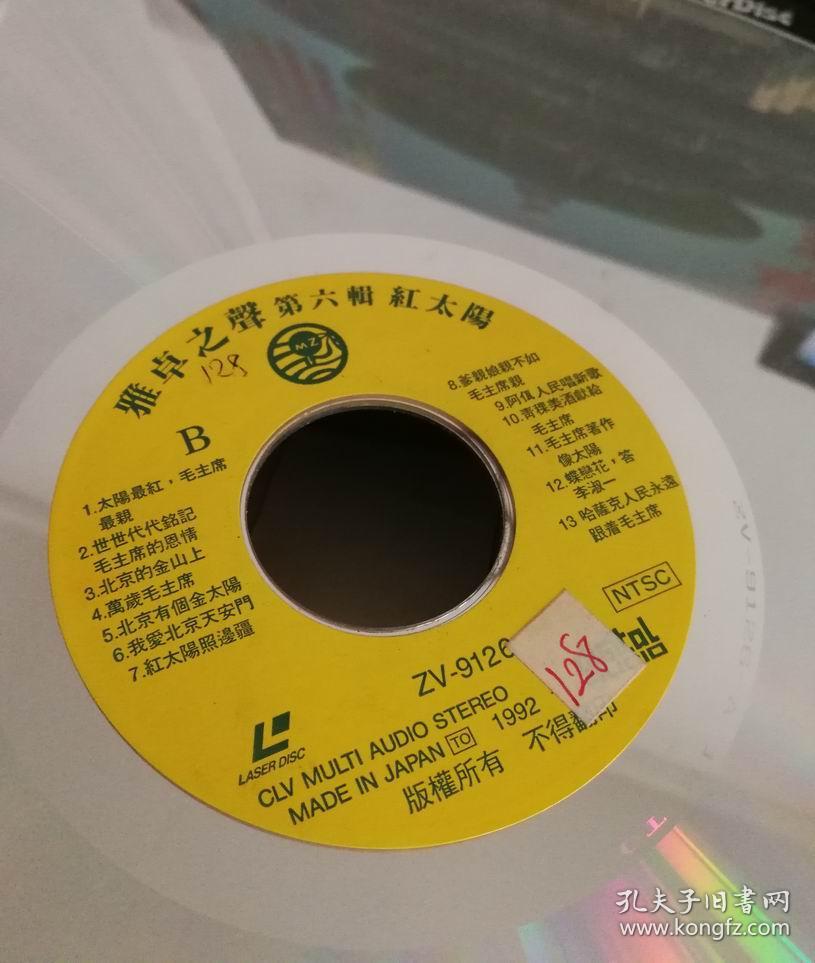 rDisc
雅卓之聲 第六輯 紅太陽
MZ
128
B
1.太陽最紅，毛主席
最親
2.世世代代銘記
毛主席的恩情
3.北京的金山上
4.萬歲毛主席
5.北京有個金太陽
6.我愛北京天安門
7.紅太陽照邊疆
8.爹親娘親不如
毛主席親
9.阿佤人民唱新歌
10.青稞美酒獻給
毛主席
11.毛主席著作
像太陽
12.蝶戀花，答
李淑一
13 哈薩克人民永遠
跟着毛主席
NTSC
ZV-9126
128
LASER DISC
CLV MULTI AUDIO STEREO
MADE IN JAPAN TO 1992
版權所有 不得翻印
ZV-9126 A
孔夫子旧书网
www.kongfz.com